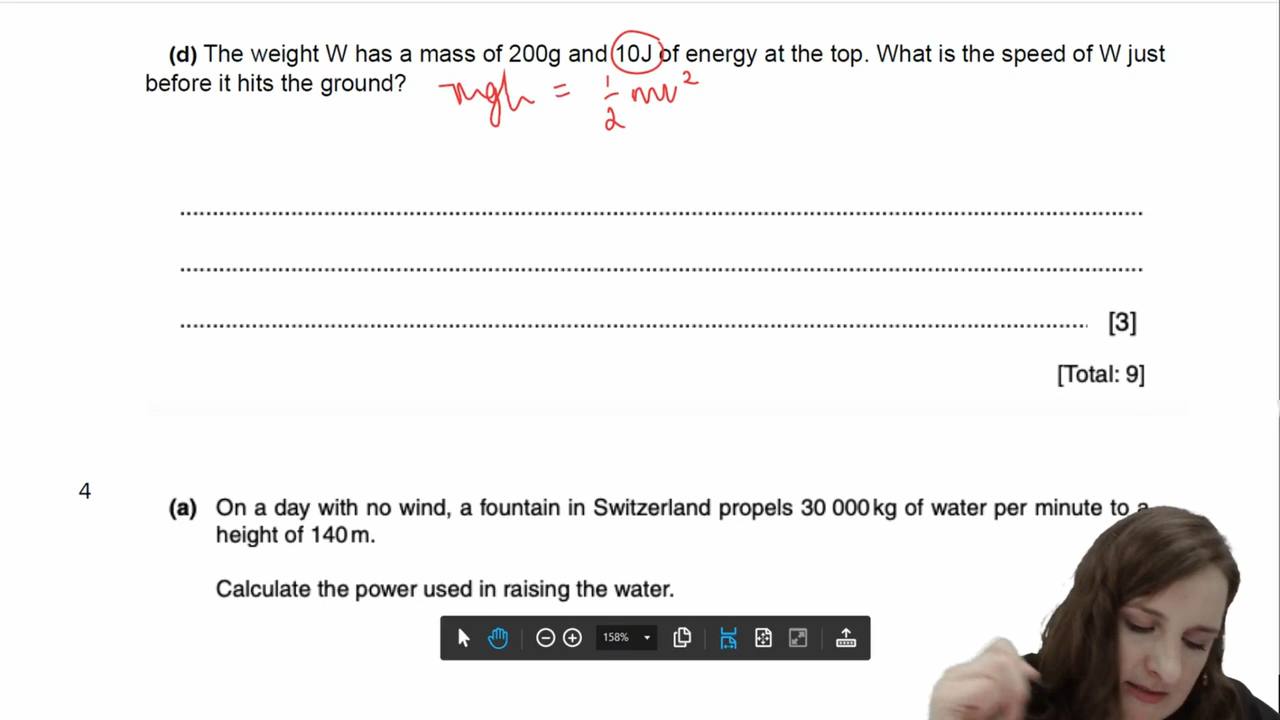 (d) The weight W has a mass of 200g and 10J of energy at the top. What is the speed of W just
before it hits the ground?
mgh = 1/2 mv²
[3]
[Total: 9]
4
(a) On a day with no wind, a fountain in Switzerland propels 30 000 kg of water per minute to a
height of 140 m.
Calculate the power used in raising the water.
158%